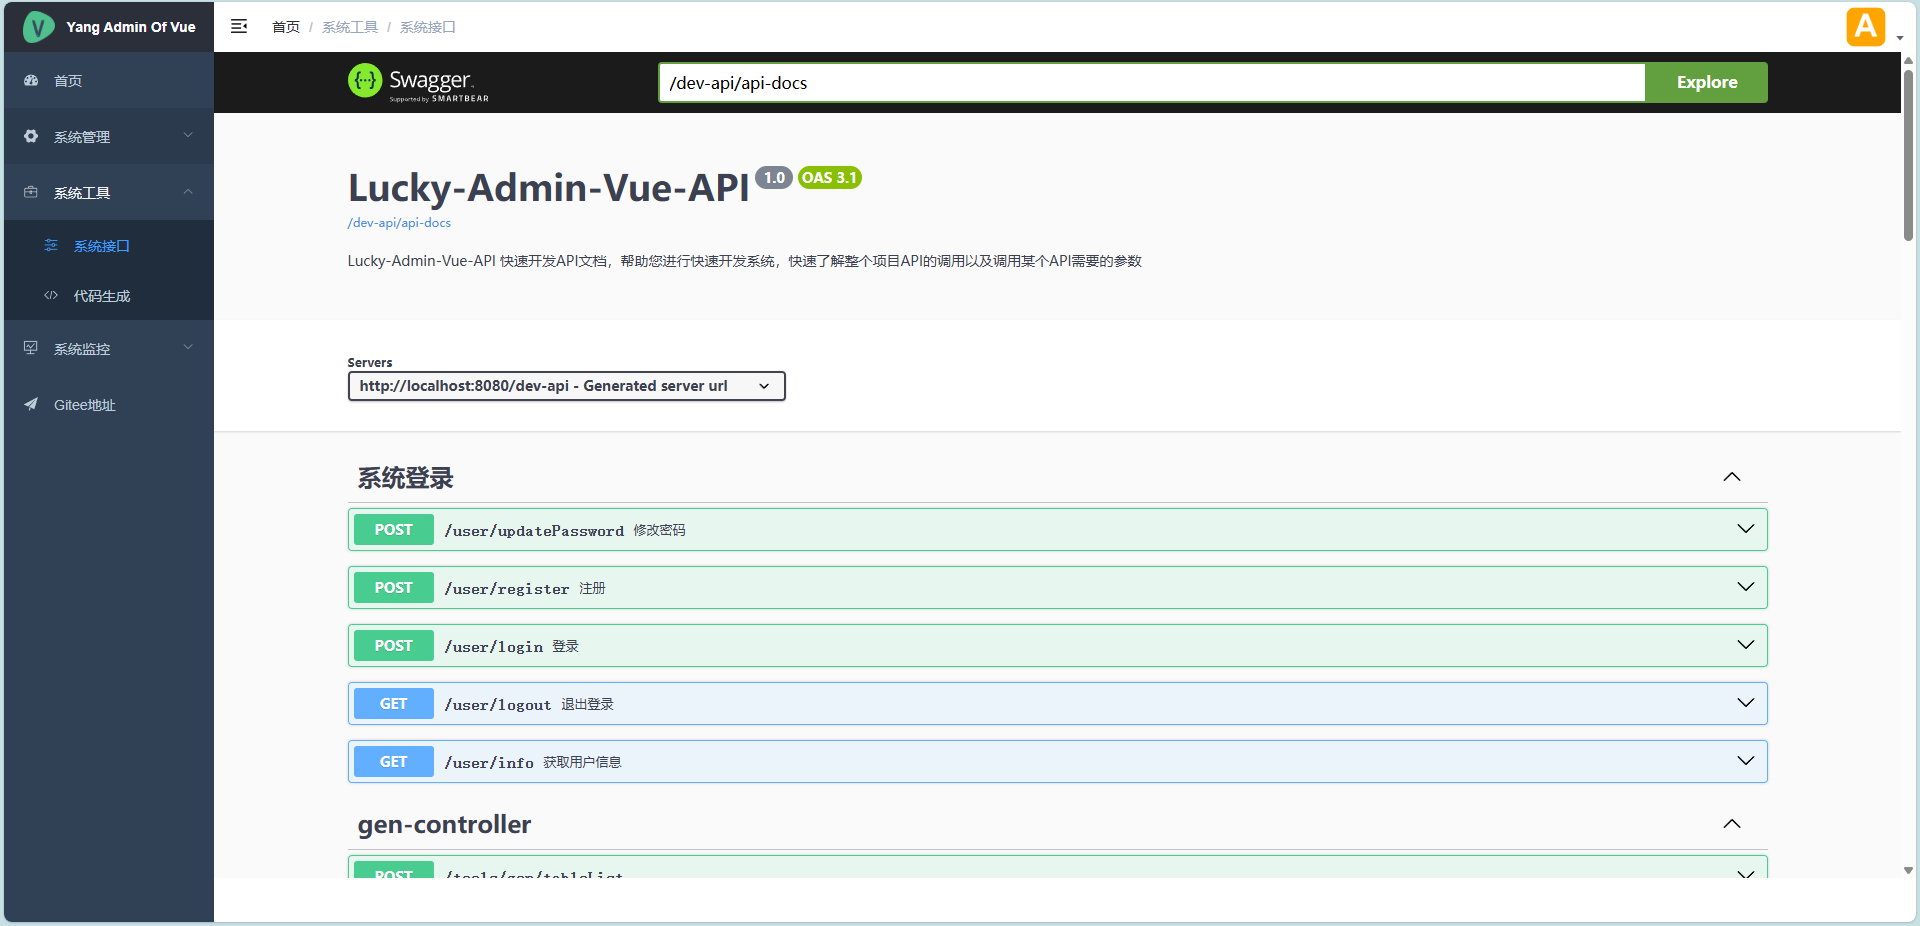 Yang Admin Of Vue
首页 / 系统工具 / 系统接口
A
首页
系统管理
系统工具
系统接口
代码生成
系统监控
Gitee地址
Swagger.
Supported by SMARTBEAR
/dev-api/api-docs
Explore
Lucky-Admin-Vue-API 1.0 OAS 3.1
/dev-api/api-docs
Lucky-Admin-Vue-API 快速开发API文档，帮助您进行快速开发系统，快速了解整个项目API的调用以及调用某个API需要的参数
Servers
http://localhost:8080/dev-api - Generated server url
系统登录
POST /user/updatePassword 修改密码
POST /user/register 注册
POST /user/login 登录
GET /user/logout 退出登录
GET /user/info 获取用户信息
gen-controller
POST /tools/gen/tableList